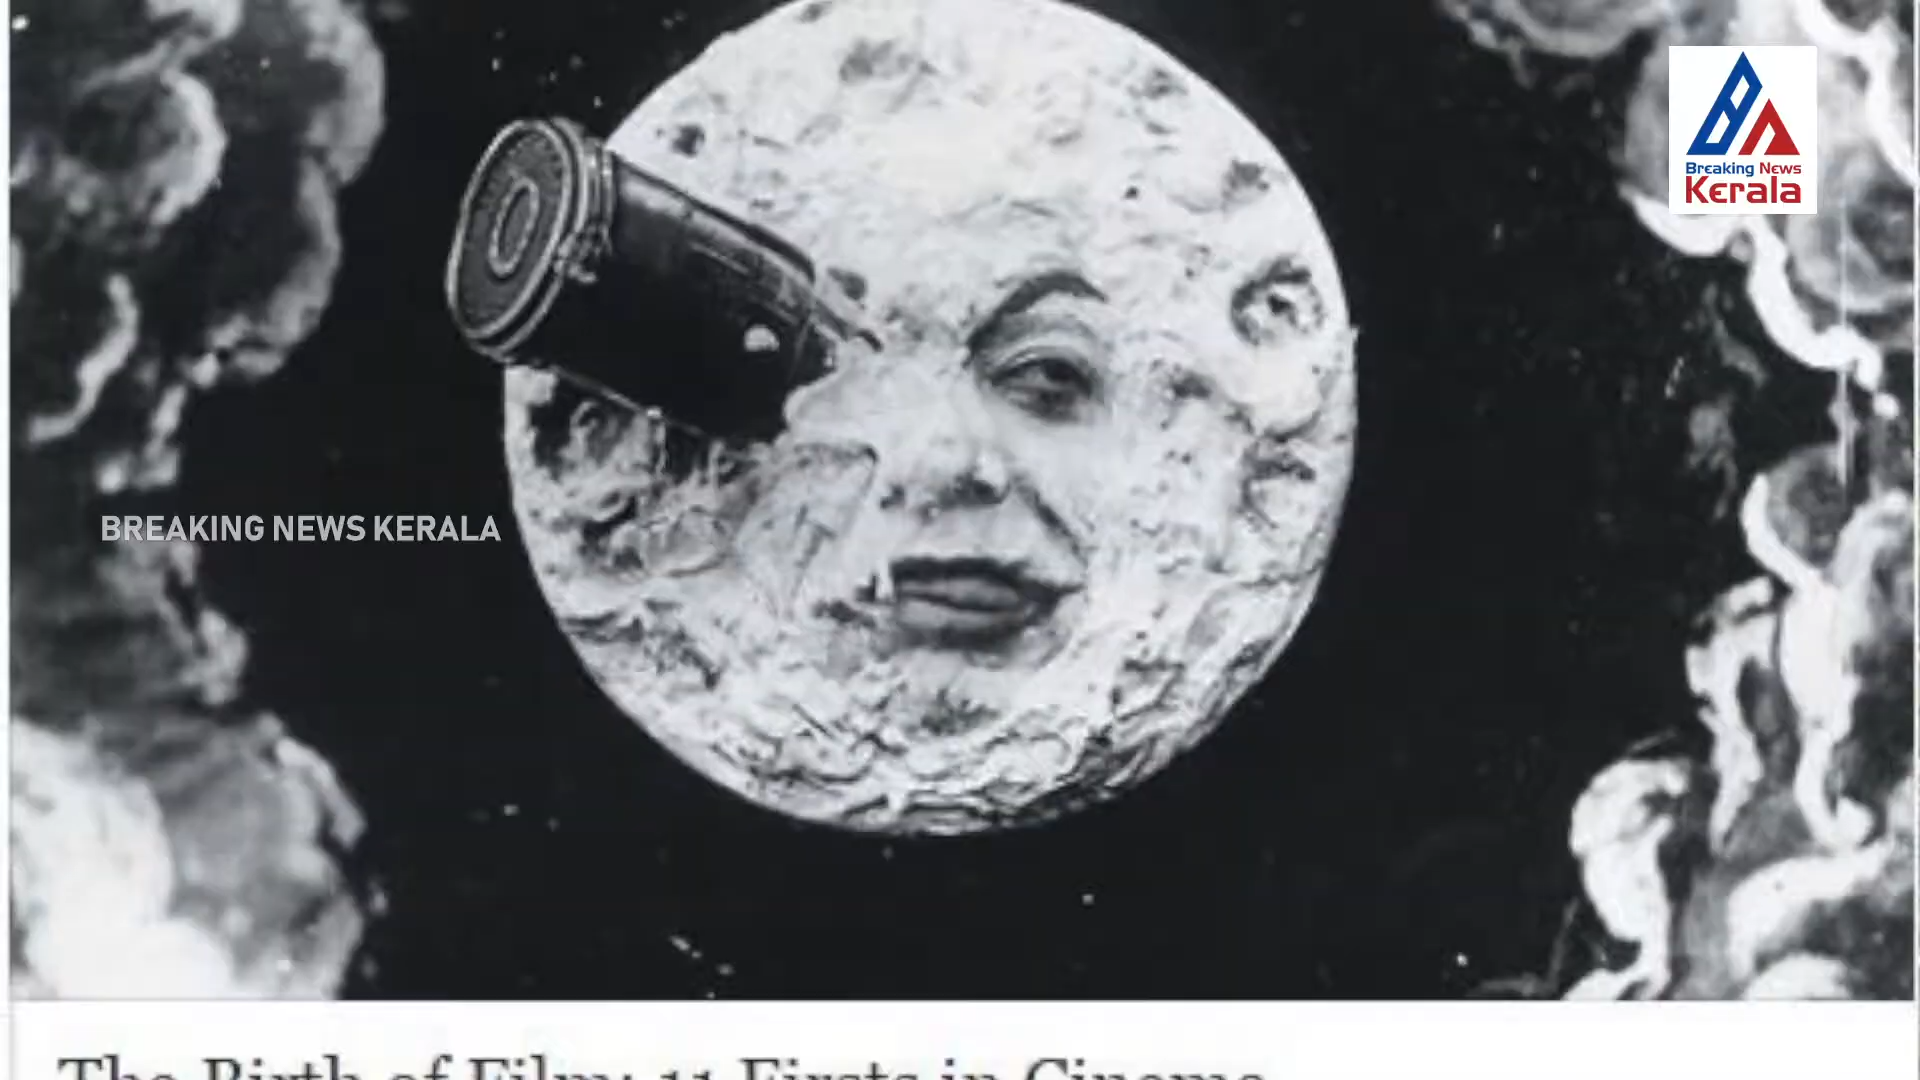 Breaking News
Kerala
BREAKING NEWS KERALA
The Birth of Film: 11 Firsts in Cinema